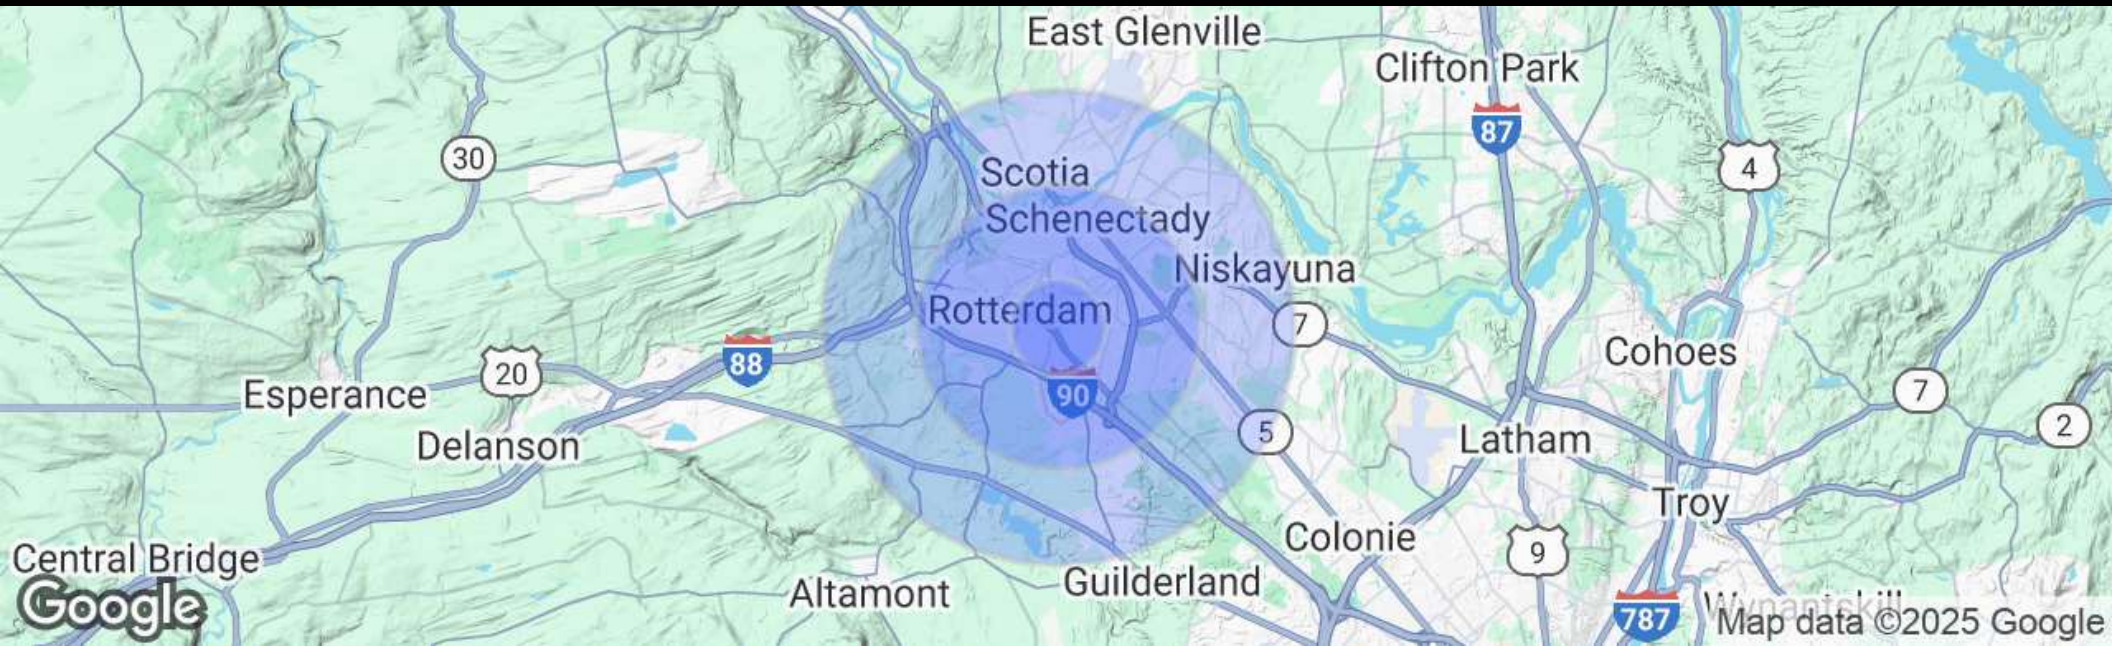 East Glenville
Clifton Park
87
30
4
Scotia
Schenectady
Niskayuna
Rotterdam
7
88
20
Cohoes
Esperance
90
7
5
2
Delanson
Latham
Troy
Colonie
9
Central Bridge
Altamont
Guilderland
787
Wynantskill
Google
Map data ©2025 Google